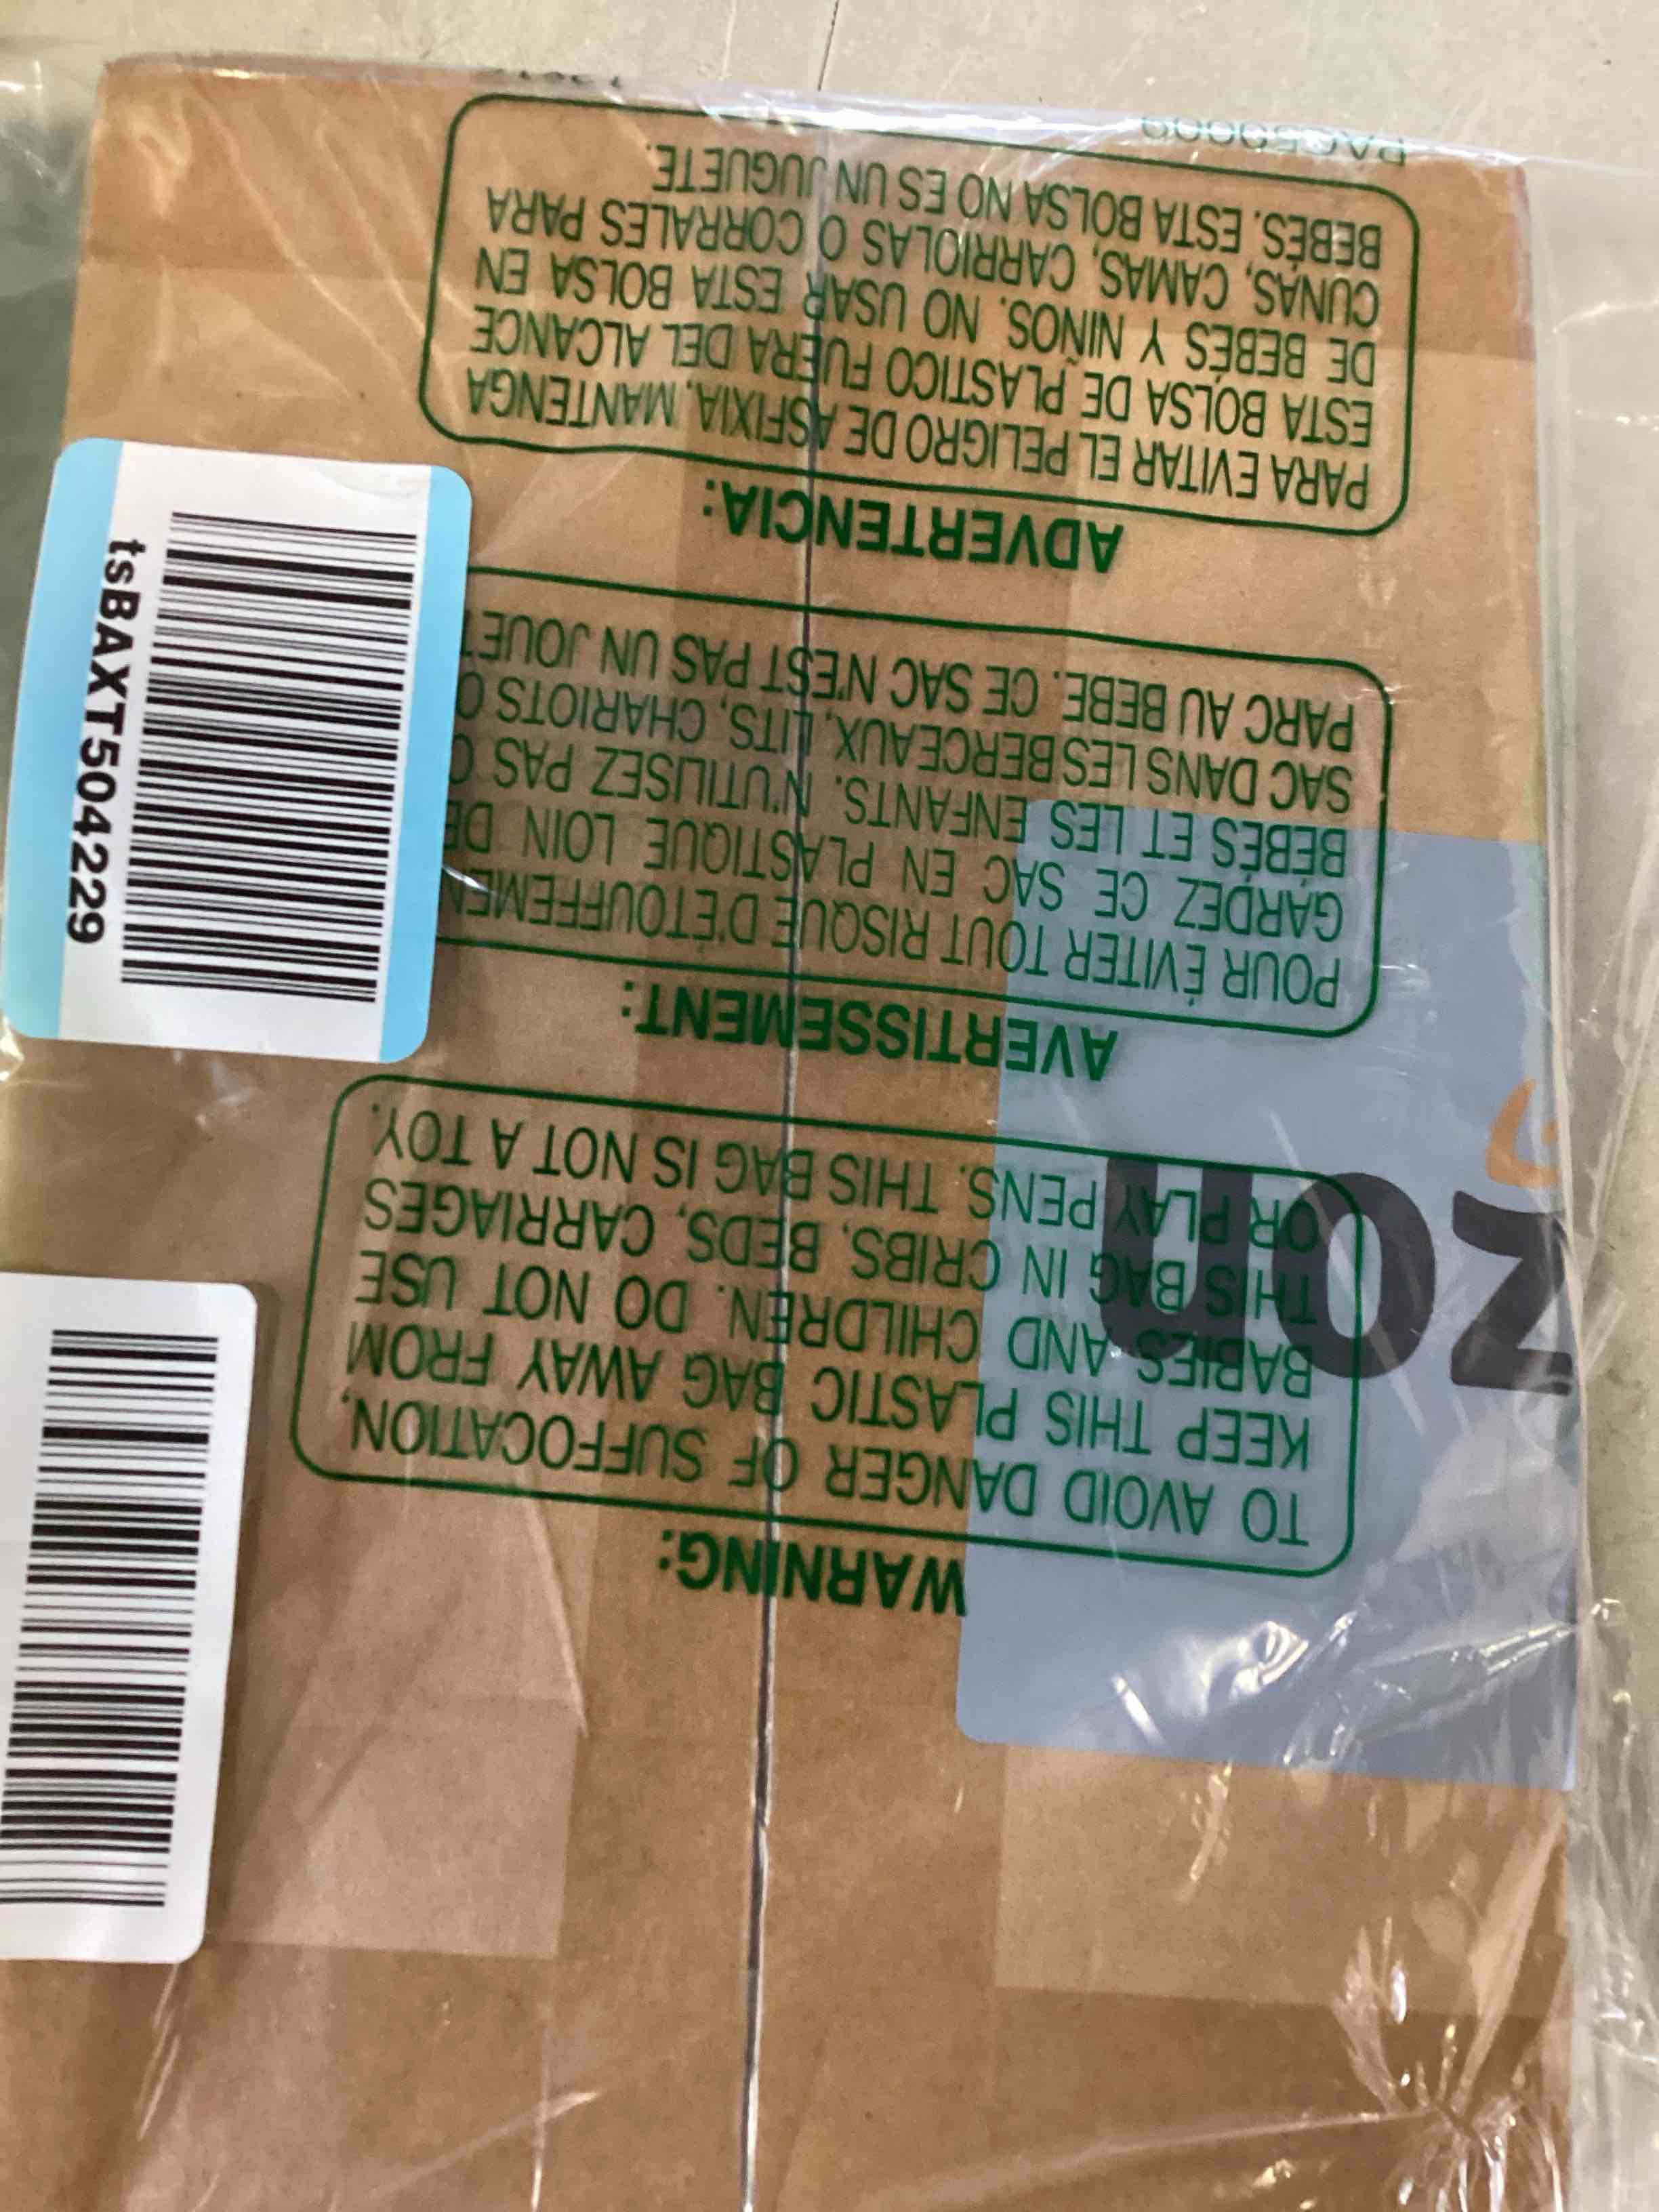 WARNING:
TO AVOID DANGER OF SUFFOCATION,
KEEP THIS PLASTIC BAG AWAY FROM
BABIES AND CHILDREN. DO NOT USE
THIS BAG IN CRIBS, BEDS, CARRIAGES
OR PLAY PENS. THIS BAG IS NOT A TOY.
AVERTISSEMENT:
POUR ÉVITER TOUT RISQUE D'ÉTOUFFEMEN
GARDEZ CE SAC EN PLASTIQUE LOIN DE
BÉBÉS ET LES ENFANTS. N'UTILISEZ PAS C
SAC DANS LES BERCEAUX, LITS, CHARIOTS O
PARC AU BEBE. CE SAC N'EST PAS UN JOUET
ADVERTENCIA:
PARA EVITAR EL PELIGRO DE ASFIXIA, MANTENGA
ESTA BOLSA DE PLASTICO FUERA DEL ALCANCE
DE BEBÉS Y NIÑOS. NO USAR ESTA BOLSA EN
CUNAS, CAMAS, CARRIOLAS O CORRALES PARA
BEBÉS. ESTA BOLSA NO ES UN JUGUETE.
tsBAXT504229
zon